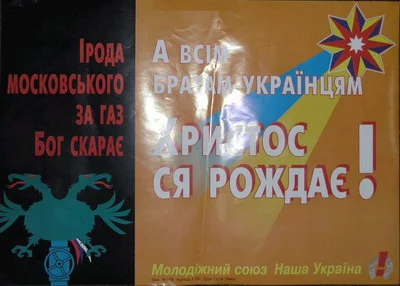 Ірода
московського
за газ
Бог скарає
А всім
братам українцям
Христос
ся рождає!
Молодіжний союз Наша Україна